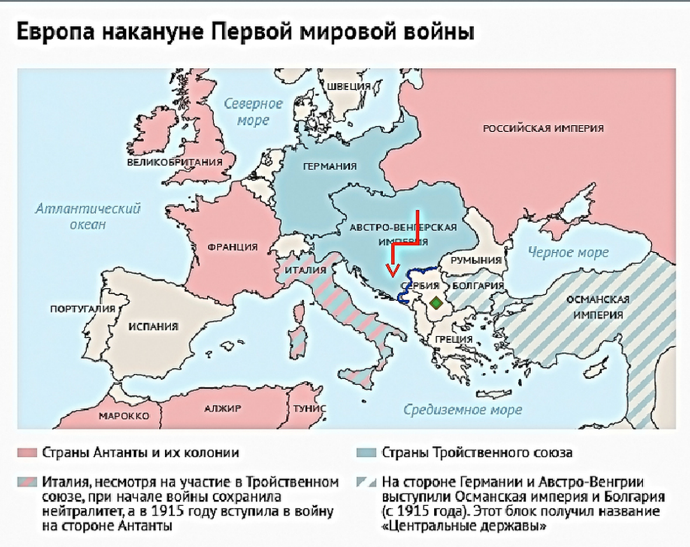 Европа накануне Первой мировой войны
ШВЕЦИЯ
Северное
море
РОССИЙСКАЯ ИМПЕРИЯ
ВЕЛИКОБРИТАНИЯ
ГЕРМАНИЯ
Атлантический
океан
АВСТРО-ВЕНГЕРСКАЯ
ИМПЕРИЯ
ФРАНЦИЯ
Черное море
РУМЫНИЯ
ИТАЛИЯ
СЕРБИЯ
БОЛГАРИЯ
ОСМАНСКАЯ
ИМПЕРИЯ
ПОРТУГАЛИЯ
ИСПАНИЯ
ГРЕЦИЯ
Средиземное море
МАРОККО
АЛЖИР
ТУНИС
Страны Антанты и их колонии
Страны Тройственного союза
Италия, несмотря на участие в Тройственном
союзе, при начале войны сохранила
нейтралитет, а в 1915 году вступила в войну
на стороне Антанты
На стороне Германии и Австро-Венгрии
выступили Османская империя и Болгария
(с 1915 года). Этот блок получил название
«Центральные державы»